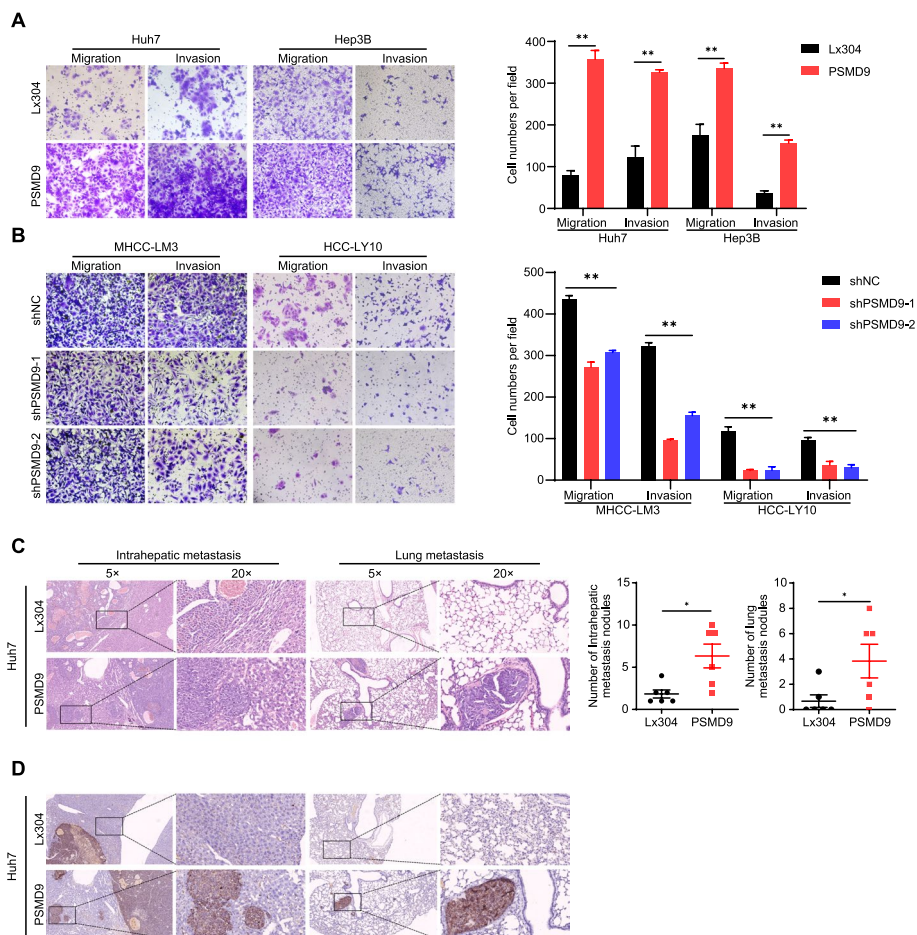 A
Huh7 Hep3B
Migration Invasion Migration Invasion
Lx304
PSMD9
Cell numbers per field
400
300
200
100
0
** ** ** **
Lx304
PSMD9
Migration Invasion Migration Invasion
Huh7 Hep3B
B
MHCC-LM3 HCC-LY10
Migration Invasion Migration Invasion
shNC
shPSMD9-1
shPSMD9-2
Cell numbers per field
500
400
300
200
100
0
** ** ** **
shNC
shPSMD9-1
shPSMD9-2
Migration Invasion Migration Invasion
MHCC-LM3 HCC-LY10
C
Intrahepatic metastasis Lung metastasis
5× 20× 5× 20×
Huh7
Lx304
PSMD9
Number of Intrahepatic
metastasis nodules
15
10
5
0
*
Lx304 PSMD9
Number of lung
metastasis nodules
10
8
6
4
2
0
*
Lx304 PSMD9
D
Huh7
Lx304
PSMD9